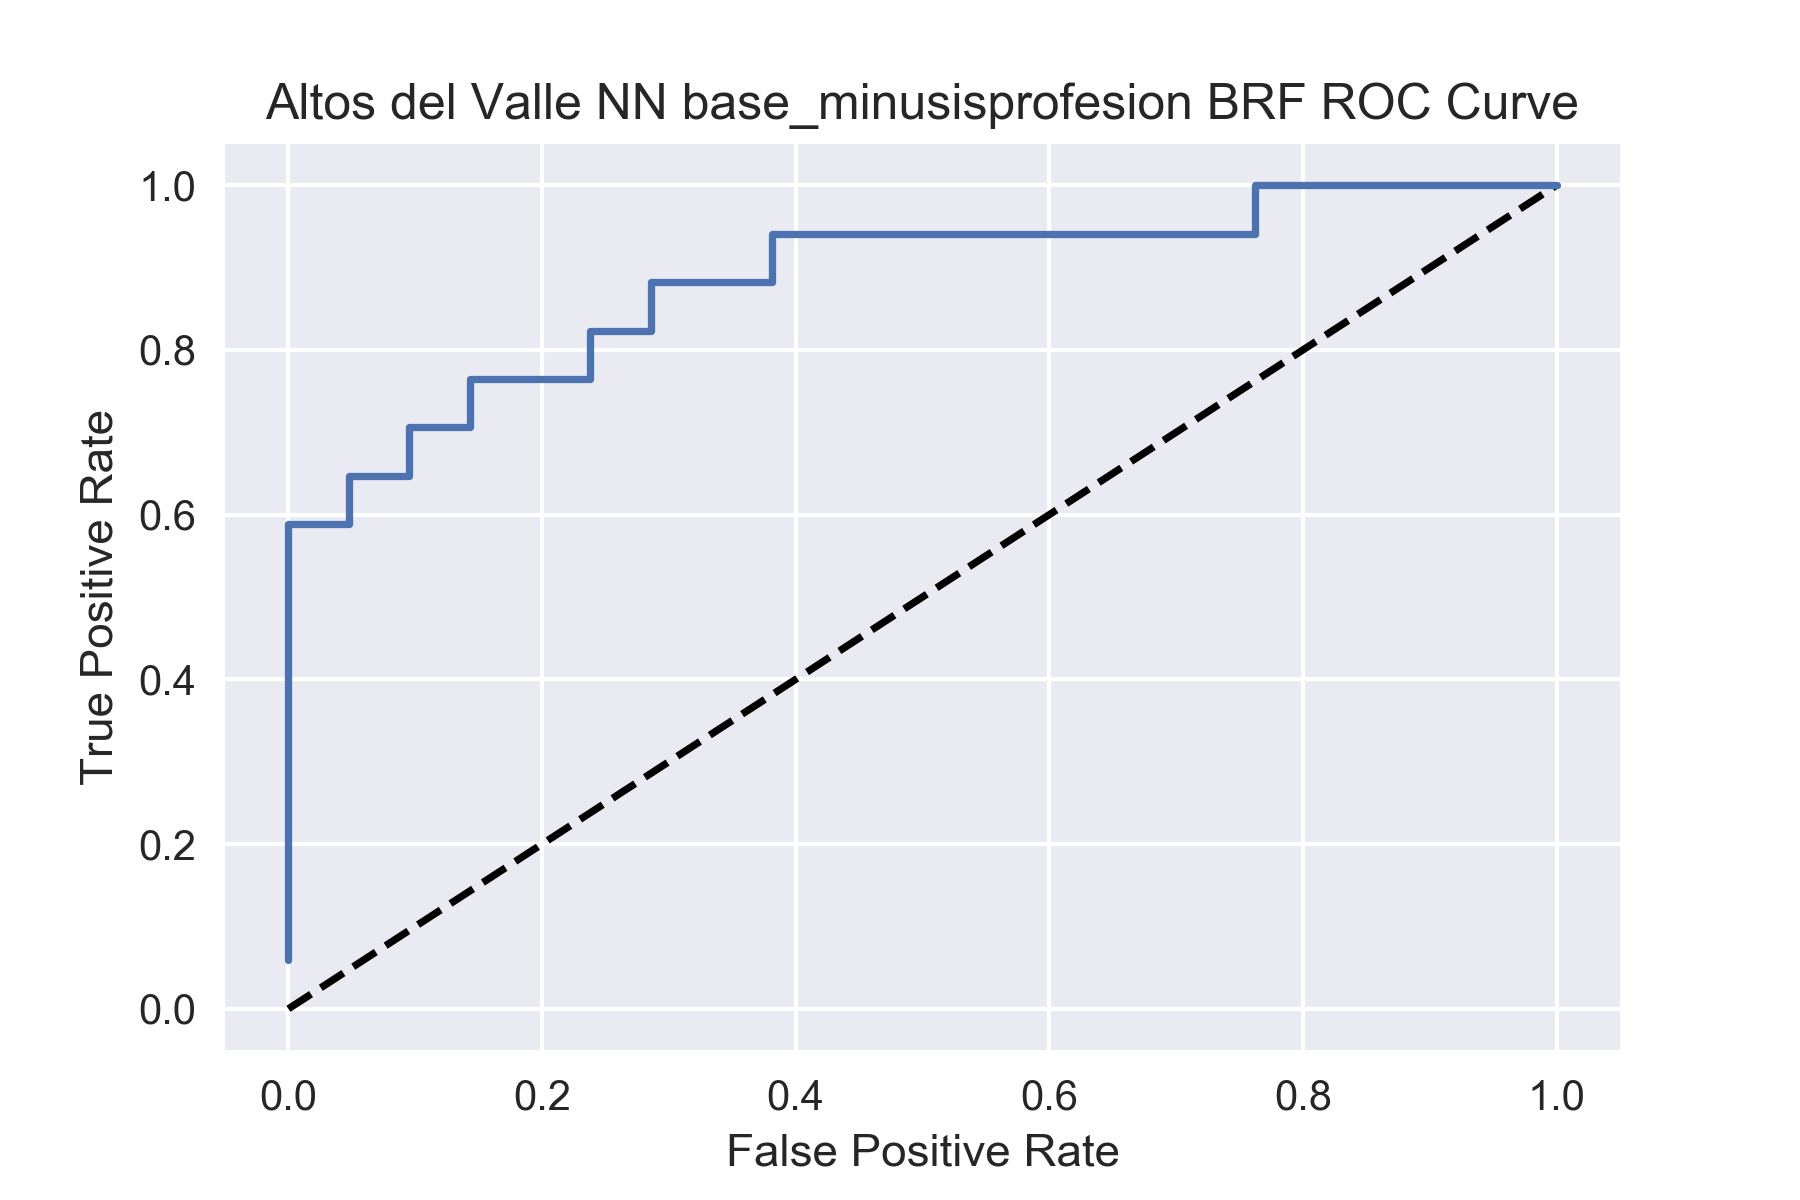 Altos del Valle NN base_minusisprofesion BRF ROC Curve
1.0
0.8
0.6
0.4
0.2
0.0
True Positive Rate
0.0 0.2 0.4 0.6 0.8 1.0
False Positive Rate